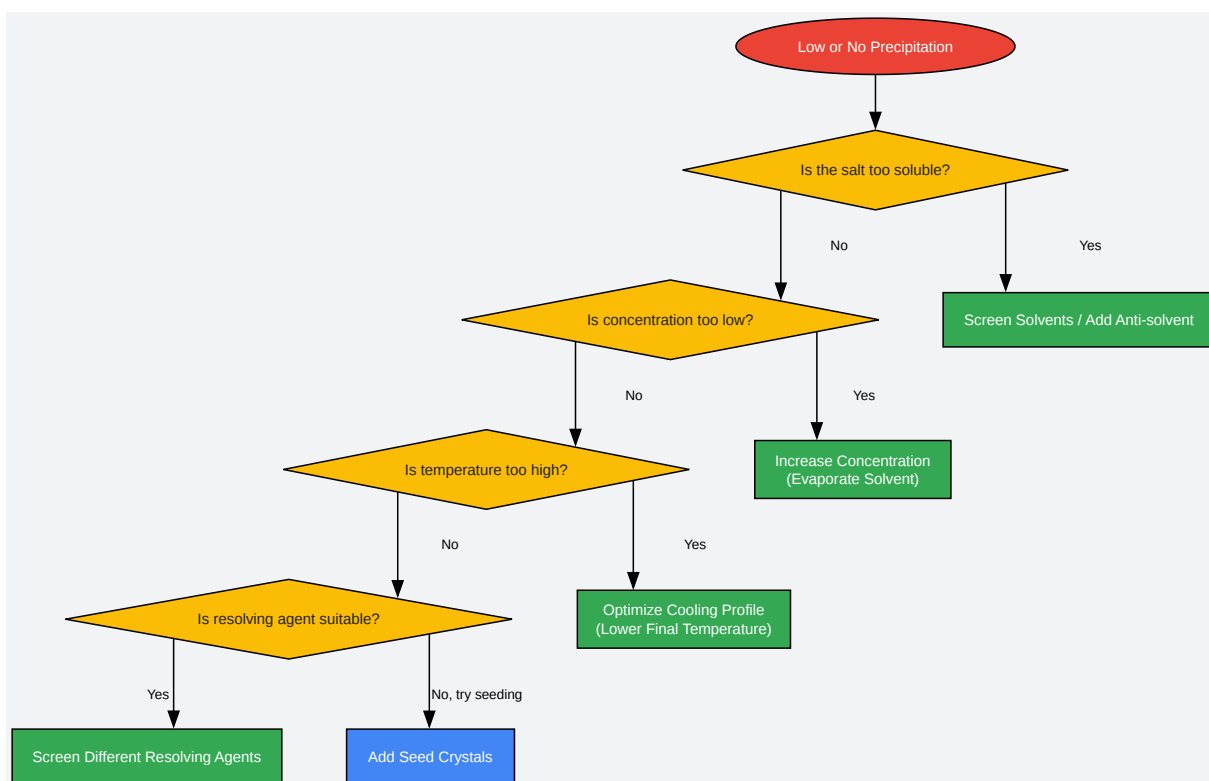 Low or No Precipitation
Is the salt too soluble?
No
Yes
Screen Solvents / Add Anti-solvent
Is concentration too low?
No
Yes
Increase Concentration
(Evaporate Solvent)
Is temperature too high?
No
Yes
Optimize Cooling Profile
(Lower Final Temperature)
Is resolving agent suitable?
Yes
No, try seeding
Screen Different Resolving Agents
Add Seed Crystals